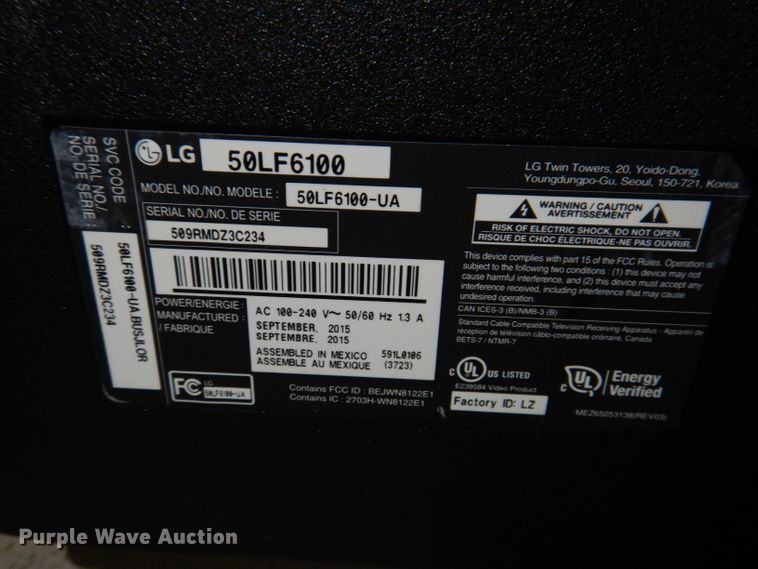 SVC CODE : 50LF6100-UA.BUSJLOR
SERIAL NO./
NO. DE SERIE : 509RMDZ3C234
LG 50LF6100
MODEL NO./NO. MODELE : 50LF6100-UA
SERIAL NO./NO. DE SERIE
509RMDZ3C234
POWER/ENERGIE : AC 100-240 V~ 50/60 Hz 1.3 A
MANUFACTURED : SEPTEMBER, 2015
/ FABRIQUE SEPTEMBRE, 2015
ASSEMBLED IN MEXICO 591L0106
ASSEMBLE AU MEXIQUE (3723)
FC LG
50LF6100-UA
Contains FCC ID : BEJWN8122E1
Contains IC : 2703H-WN8122E1
LG Twin Towers, 20, Yoido-Dong,
Youngdungpo-Gu, Seoul, 150-721, Korea
WARNING / CAUTION
AVERTISSEMENT
RISK OF ELECTRIC SHOCK, DO NOT OPEN.
RISQUE DE CHOC ÉLECTRIQUE-NE PAS OUVRIR.
This device complies with part 15 of the FCC Rules. Operation is
subject to the following two conditions : (1) this device may not
cause harmful interference, and (2) this device must accept any
interference received, including interference that may cause
undesired operation.
CAN ICES-3 (B)/NMB-3 (B)
Standard Cable Compatible Television Receiving Apparatus - Appareil de
réception de télévision câblo-compatible ordinaire, Canada
BETS-7 / NTMR-7
c UL US LISTED
E239584 Video Product
Factory ID: LZ
c UL Energy
Verified
MEZ65053138(REV03)
Purple Wave Auction